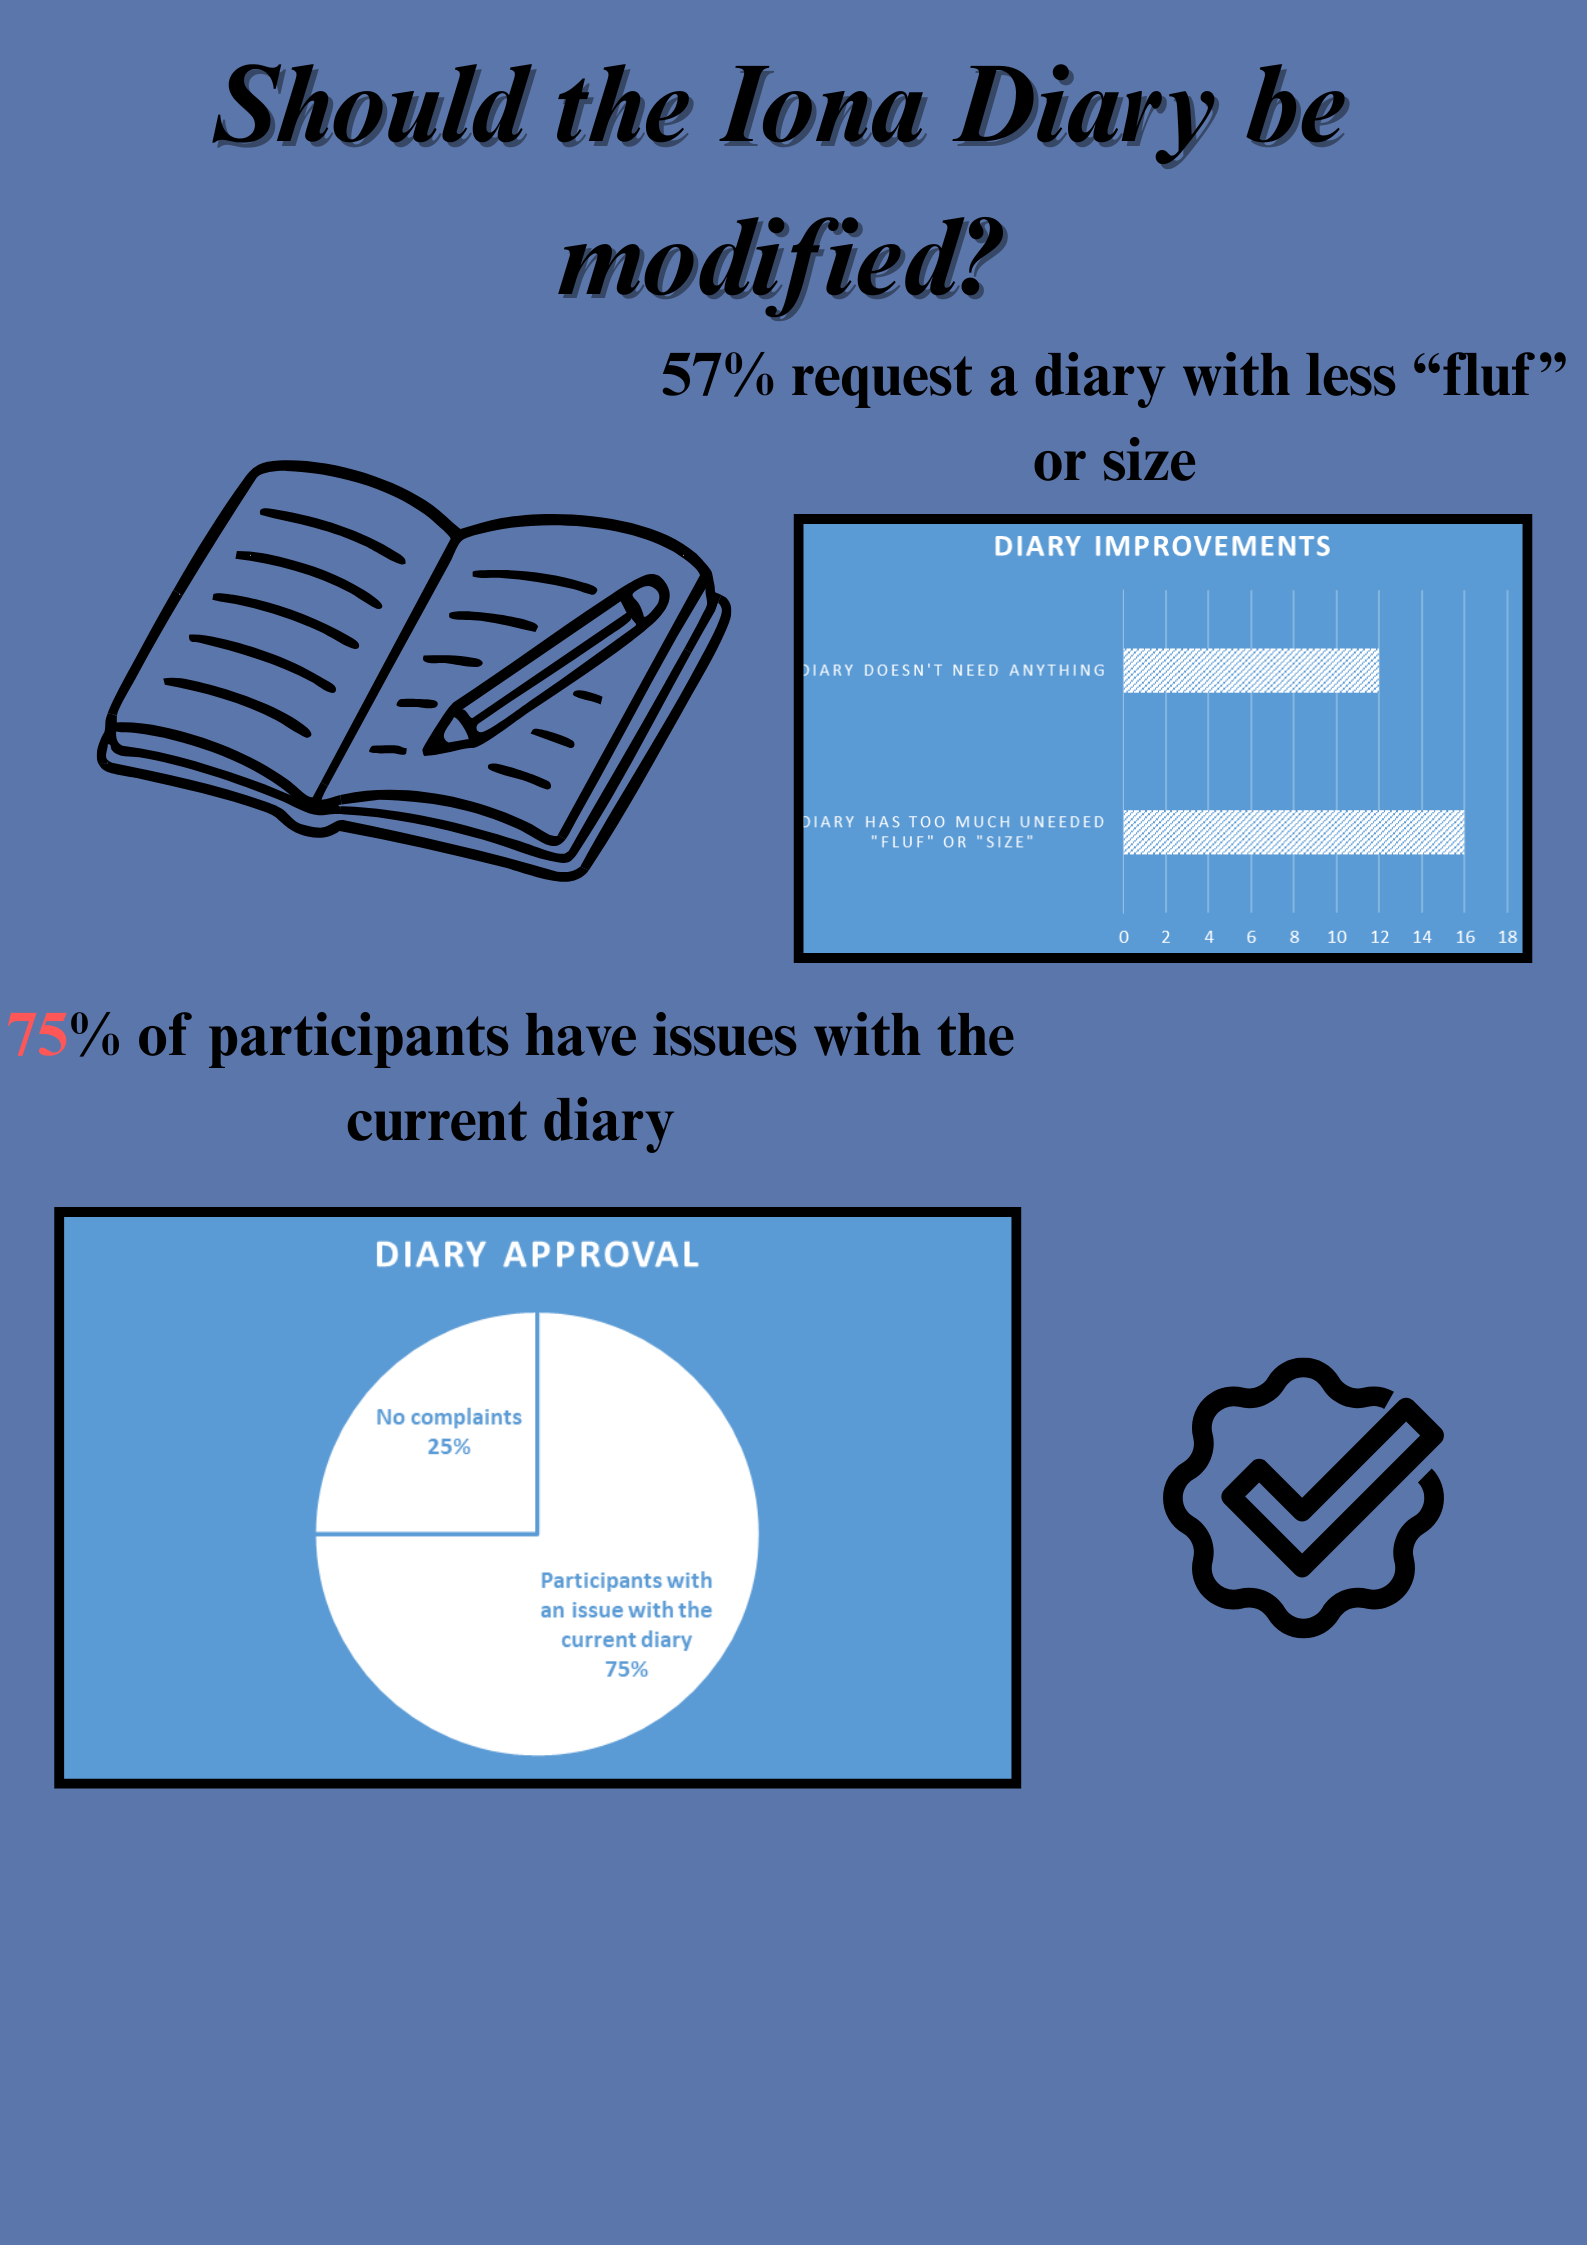 Should the Iona Diary be
modified?
57% request a diary with less “fluf”
or size
DIARY IMPROVEMENTS
DIARY DOESN'T NEED ANYTHING
DIARY HAS TOO MUCH UNEEDED
"FLUF" OR "SIZE"
0 2 4 6 8 10 12 14 16 18
75% of participants have issues with the
current diary
DIARY APPROVAL
No complaints
25%
Participants with
an issue with the
current diary
75%